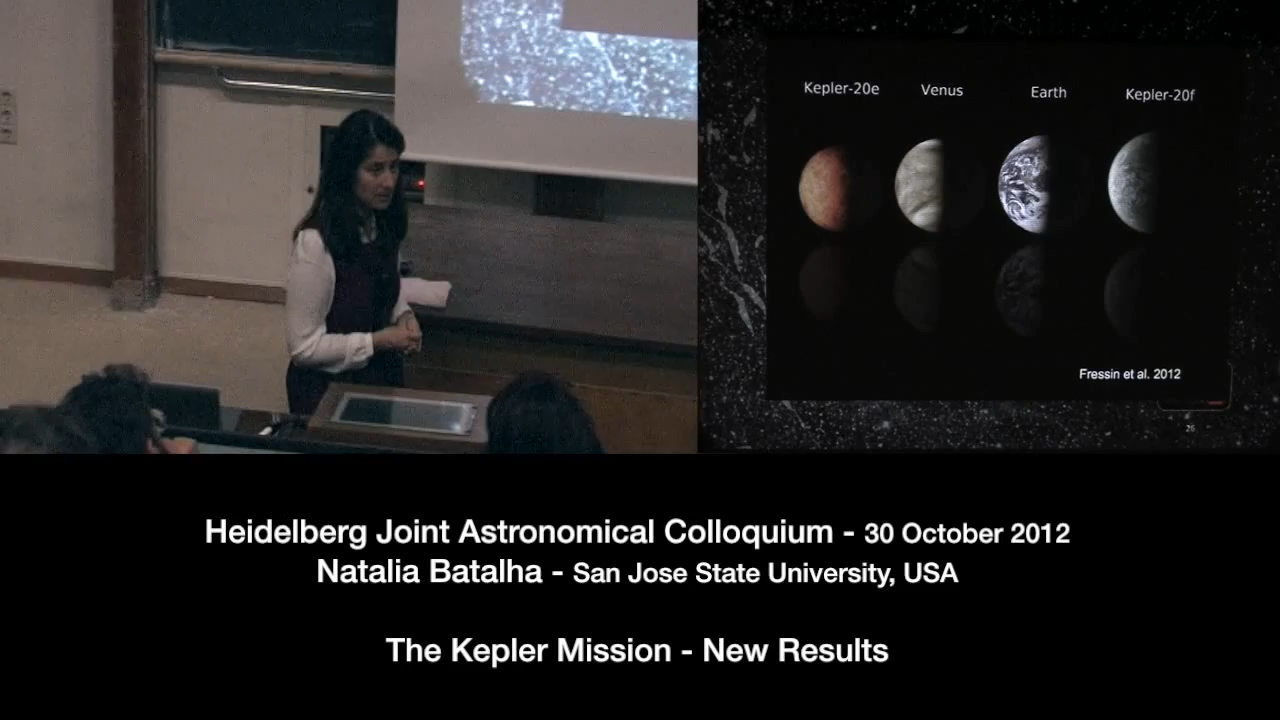 Kepler-20e Venus Earth Kepler-20f
Fressin et al. 2012
26
Heidelberg Joint Astronomical Colloquium - 30 October 2012
Natalia Batalha - San Jose State University, USA
The Kepler Mission - New Results